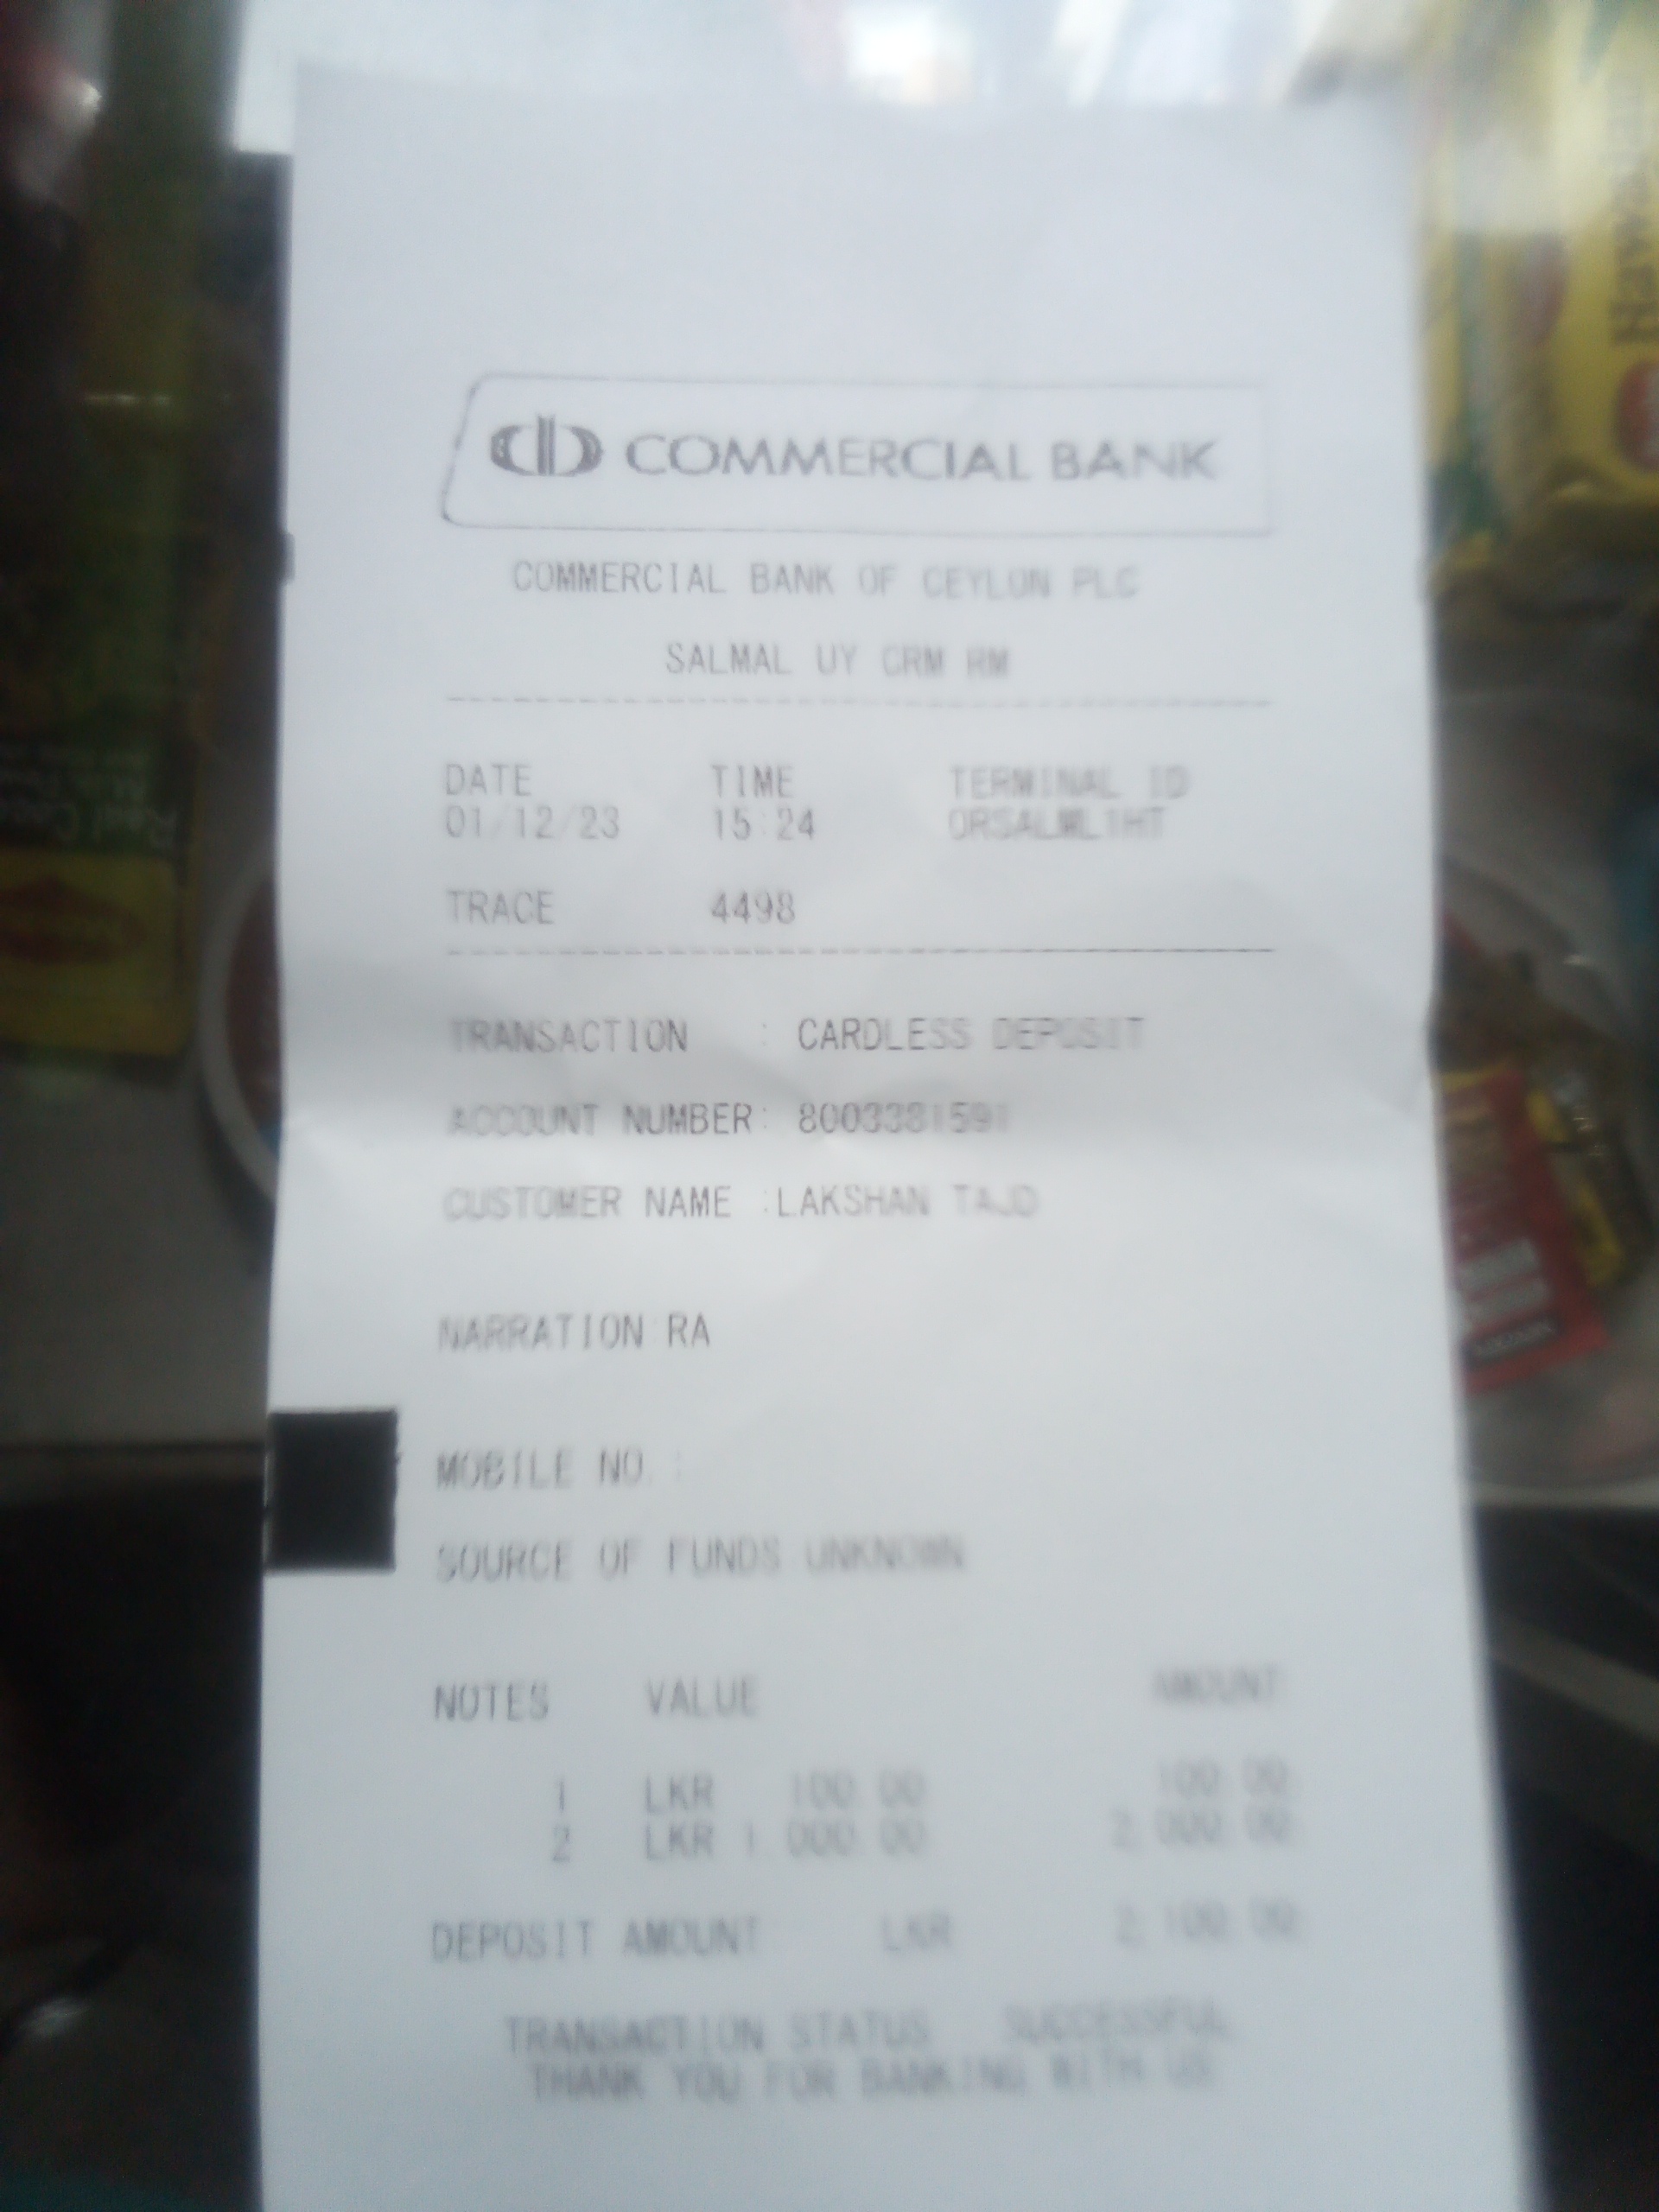 COMMERCIAL BANK
COMMERCIAL BANK OF CEYLON PLC
SALMAL UY CRM RM
DATE TIME TERMINAL ID
01/12/23 15:24 ORSALML1HT
TRACE 4498
TRANSACTION : CARDLESS DEPOSIT
ACCOUNT NUMBER: 8003381591
CUSTOMER NAME :LAKSHAN TAJD
NARRATION RA
MOBILE NO.:
SOURCE OF FUNDS UNKNOWN
NOTES VALUE AMOUNT
1 LKR 100.00 100.00
2 LKR 1,000.00 2,000.00
DEPOSIT AMOUNT LKR 2,100.00
TRANSACTION STATUS SUCCESSFUL
THANK YOU FOR BANKING WITH US